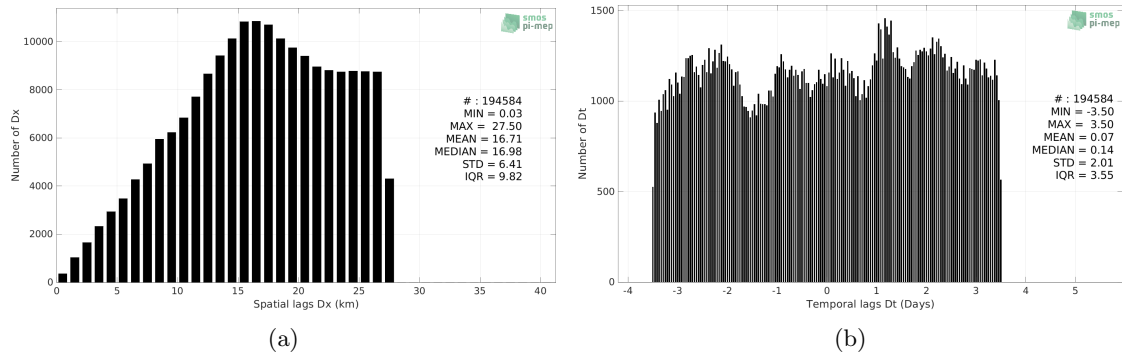 smos
pi-mep
10000
8000
6000
4000
2000
0
Number of Dx
# : 194584
MIN = 0.03
MAX = 27.50
MEAN = 16.71
MEDIAN = 16.98
STD = 6.41
IQR = 9.82
0 5 10 15 20 25 30 35 40
Spatial lags Dx (km)
(a)
smos
pi-mep
1500
1000
500
0
Number of Dt
# : 194584
MIN = -3.50
MAX = 3.50
MEAN = 0.07
MEDIAN = 0.14
STD = 2.01
IQR = 3.55
-4 -3 -2 -1 0 1 2 3 4 5
Temporal lags Dt (Days)
(b)